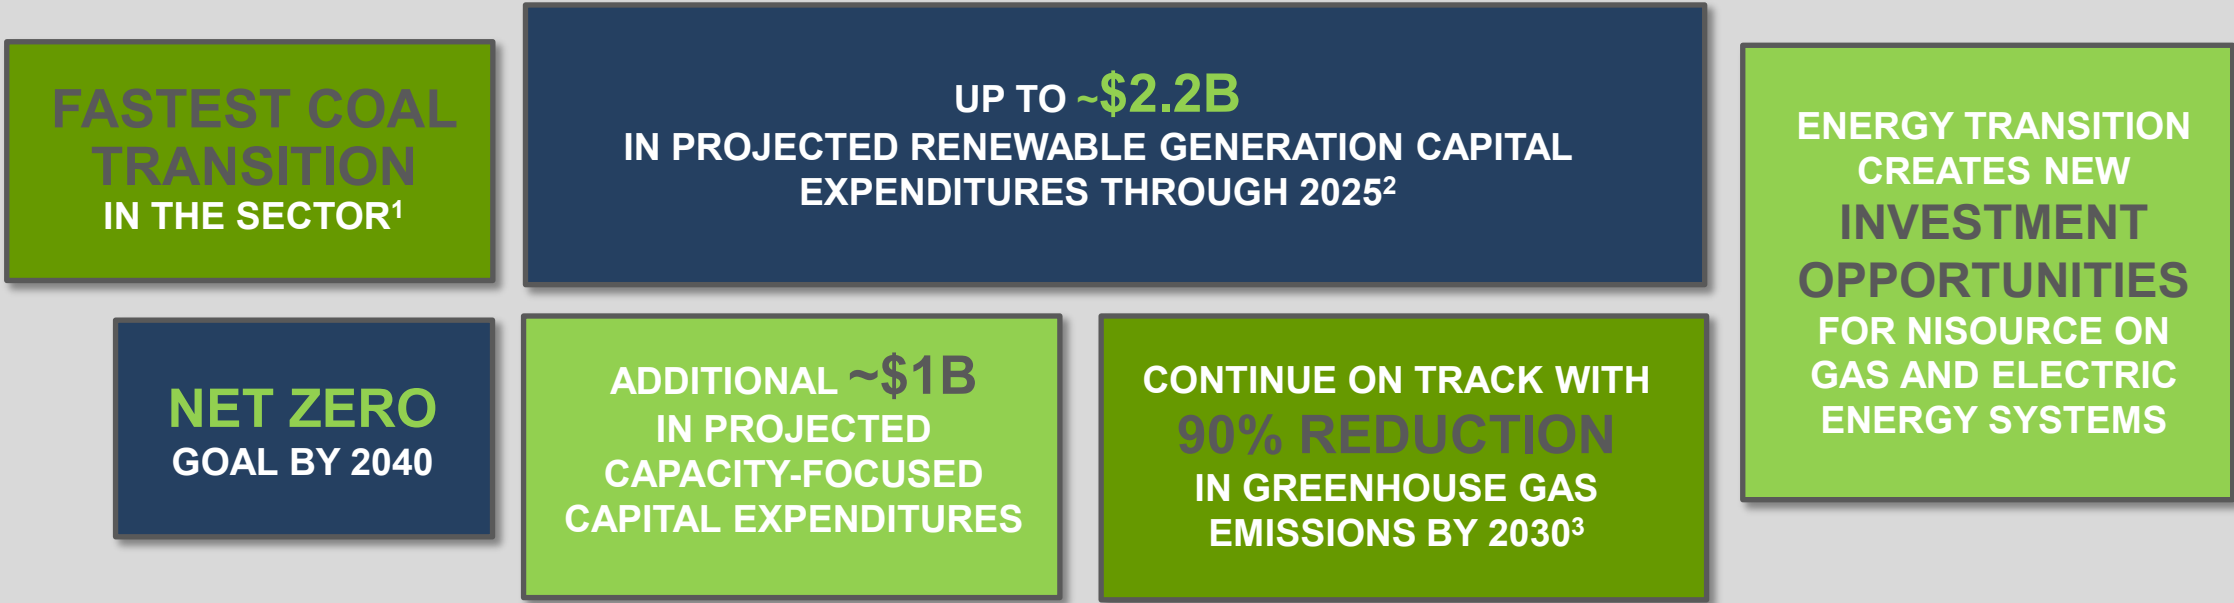 FASTEST COAL
TRANSITION
IN THE SECTOR¹
UP TO ~$2.2B
IN PROJECTED RENEWABLE GENERATION CAPITAL
EXPENDITURES THROUGH 2025²
ENERGY TRANSITION
CREATES NEW
INVESTMENT
OPPORTUNITIES
FOR NISOURCE ON
GAS AND ELECTRIC
ENERGY SYSTEMS
NET ZERO
GOAL BY 2040
ADDITIONAL ~$1B
IN PROJECTED
CAPACITY-FOCUSED
CAPITAL EXPENDITURES
CONTINUE ON TRACK WITH
90% REDUCTION
IN GREENHOUSE GAS
EMISSIONS BY 2030³